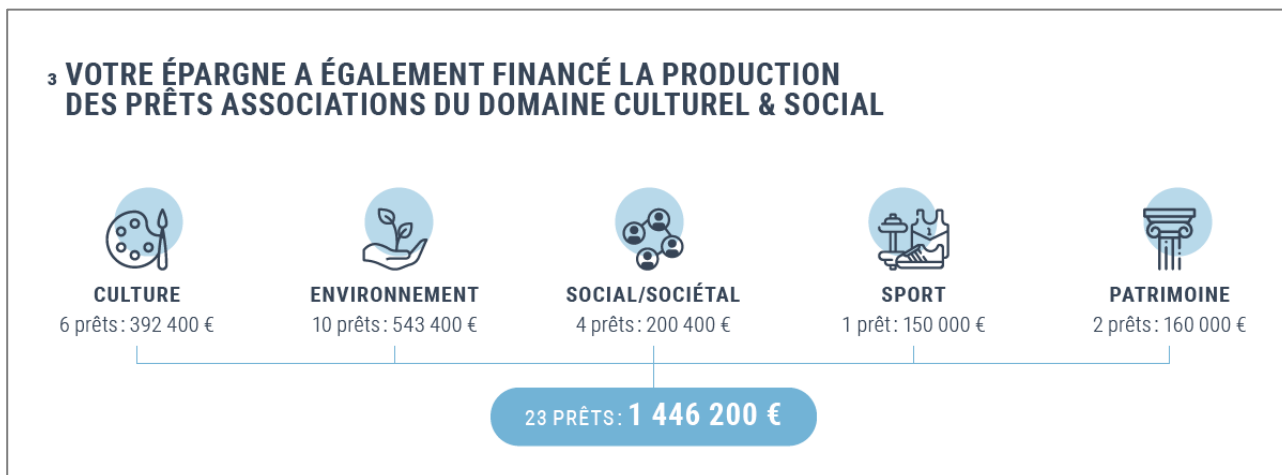 3 VOTRE ÉPARGNE A ÉGALEMENT FINANCÉ LA PRODUCTION
DES PRÊTS ASSOCIATIONS DU DOMAINE CULTUREL & SOCIAL
1
CULTURE
6 prêts : 392 400 €
ENVIRONNEMENT
10 prêts : 543 400 €
SOCIAL/SOCIÉTAL
4 prêts : 200 400 €
SPORT
1 prêt : 150 000 €
PATRIMOINE
2 prêts : 160 000 €
23 PRÊTS : 1 446 200 €